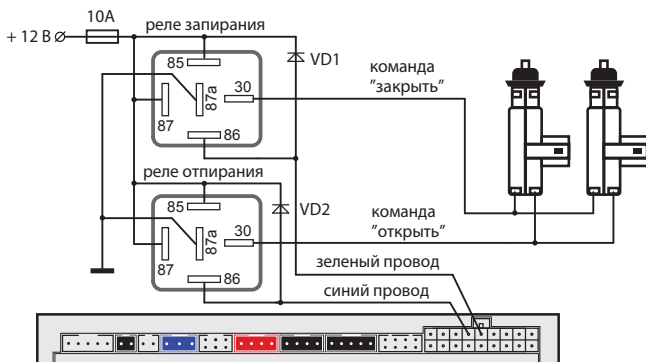 10А
+ 12 В
реле запирания
85
VD1
87a
30
87
86
команда
"закрыть"
реле отпирания
85
VD2
87a
30
87
86
команда
"открыть"
зеленый провод
синий провод